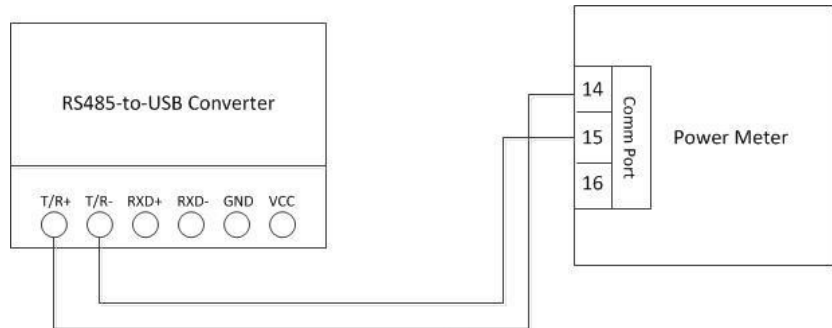 RS485-to-USB Converter
T/R+ T/R- RXD+ RXD- GND VCC
14
15
16
Comm Port
Power Meter